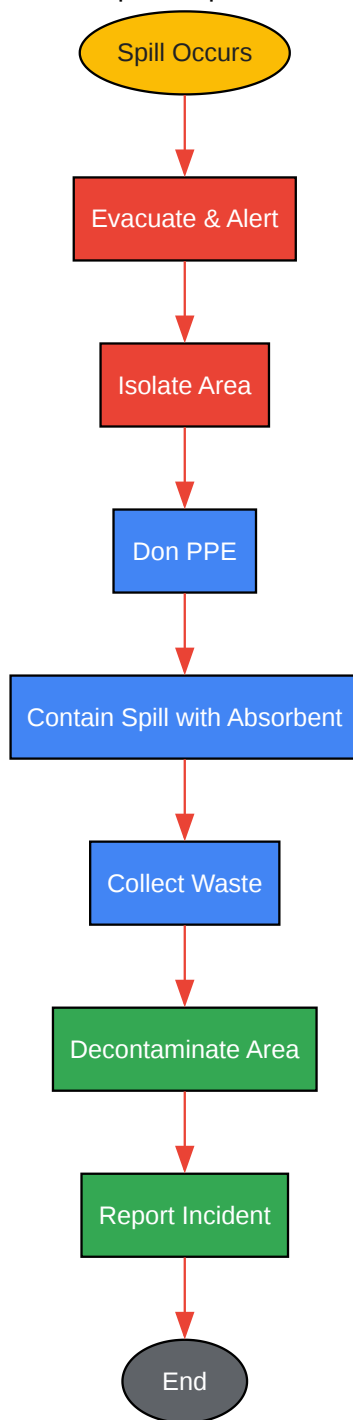 Spill Occurs
Evacuate & Alert
Isolate Area
Don PPE
Contain Spill with Absorbent
Collect Waste
Decontaminate Area
Report Incident
End